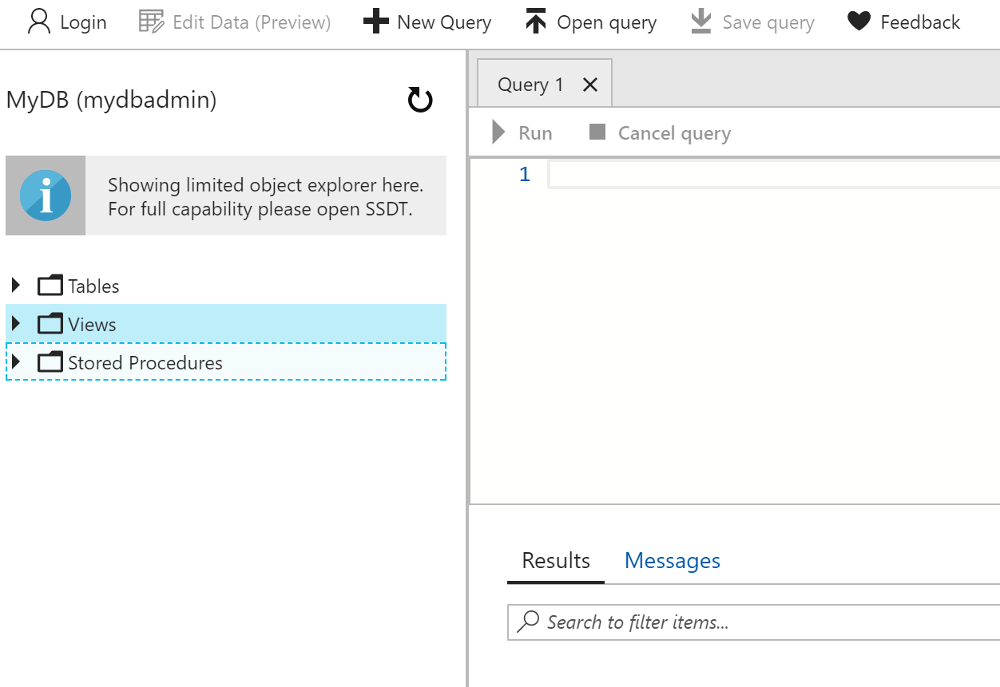 Login Edit Data (Preview) New Query Open query Save query Feedback
MyDB (mydbadmin)
Showing limited object explorer here.
For full capability please open SSDT.
Tables
Views
Stored Procedures
Query 1
Run Cancel query
1
Results Messages
Search to filter items...